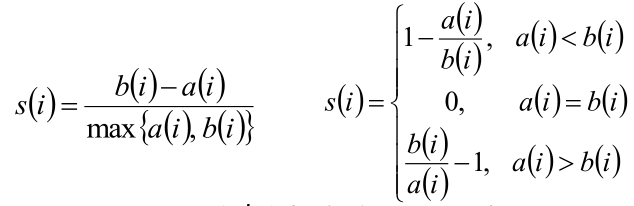 s(i) = b(i) − a(i) / max{a(i), b(i)}
s(i) = { 1 − a(i)/b(i), a(i) < b(i)
0, a(i) = b(i)
b(i)/a(i) − 1, a(i) > b(i)